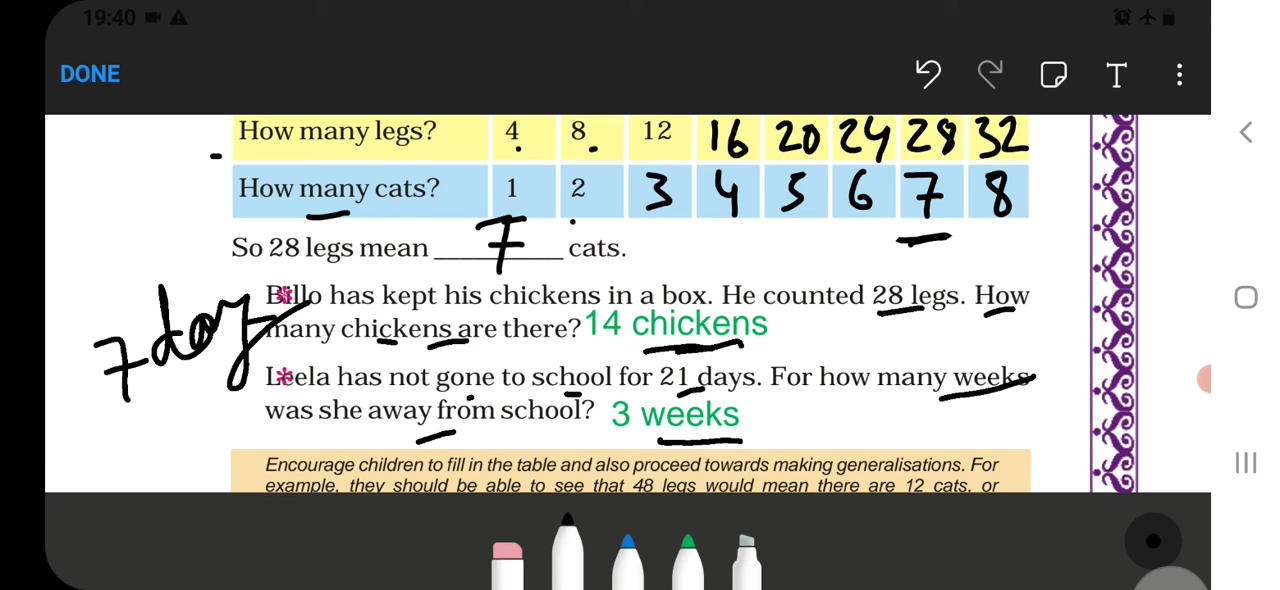 19:40
DONE
T
How many legs? 4 8 12 16 20 24 28 32
How many cats? 1 2 3 4 5 6 7 8
So 28 legs mean 7 cats.
7 day
Billo has kept his chickens in a box. He counted 28 legs. How
many chickens are there? 14 chickens
Leela has not gone to school for 21 days. For how many weeks
was she away from school? 3 weeks
Encourage children to fill in the table and also proceed towards making generalisations. For
example, they should be able to see that 48 legs would mean there are 12 cats, or